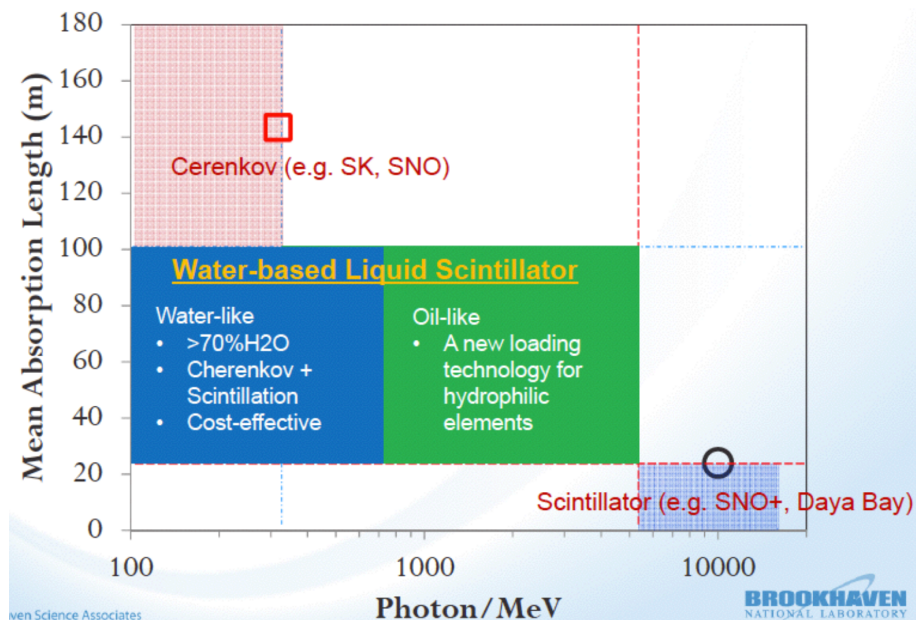 180
160
140
120
100
80
60
40
20
0
Mean Absorption Length (m)
Cerenkov (e.g. SK, SNO)
Water-based Liquid Scintillator
Water-like
• >70%H2O
• Cherenkov +
Scintillation
• Cost-effective
Oil-like
• A new loading
technology for
hydrophilic
elements
Scintillator (e.g. SNO+, Daya Bay)
100
1000
10000
Photon/MeV
ven Science Associates
BROOKHAVEN
NATIONAL LABORATORY